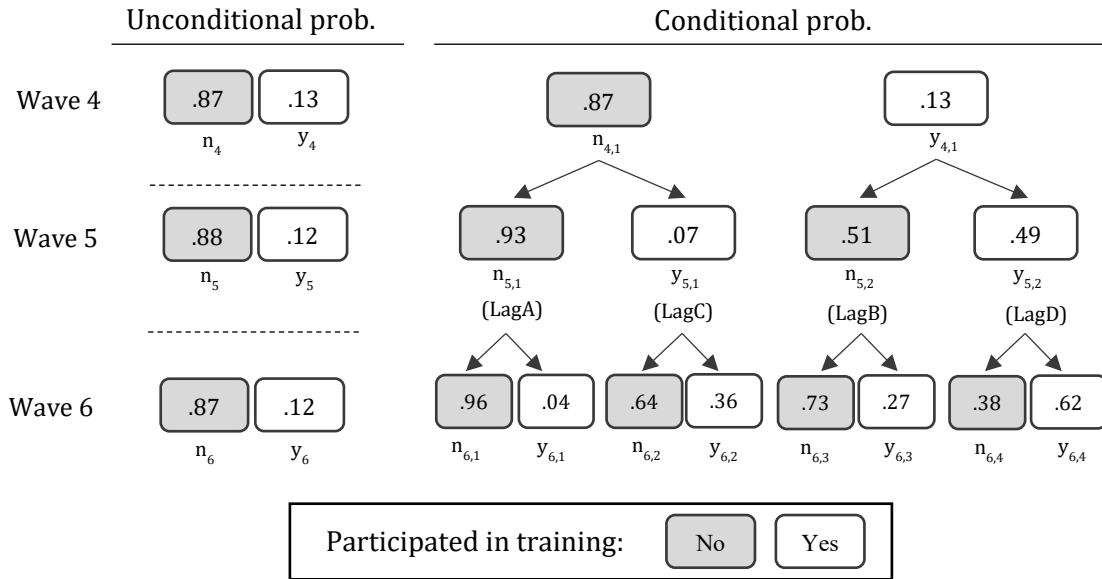 Unconditional prob. Conditional prob.
Wave 4 .87 .13 .87 .13
n4 y4 n4,1 y4,1
Wave 5 .88 .12 .93 .07 .51 .49
n5 y5 n5,1 y5,1 n5,2 y5,2
(LagA) (LagC) (LagB) (LagD)
Wave 6 .87 .12 .96 .04 .64 .36 .73 .27 .38 .62
n6 y6 n6,1 y6,1 n6,2 y6,2 n6,3 y6,3 n6,4 y6,4
Participated in training: No Yes